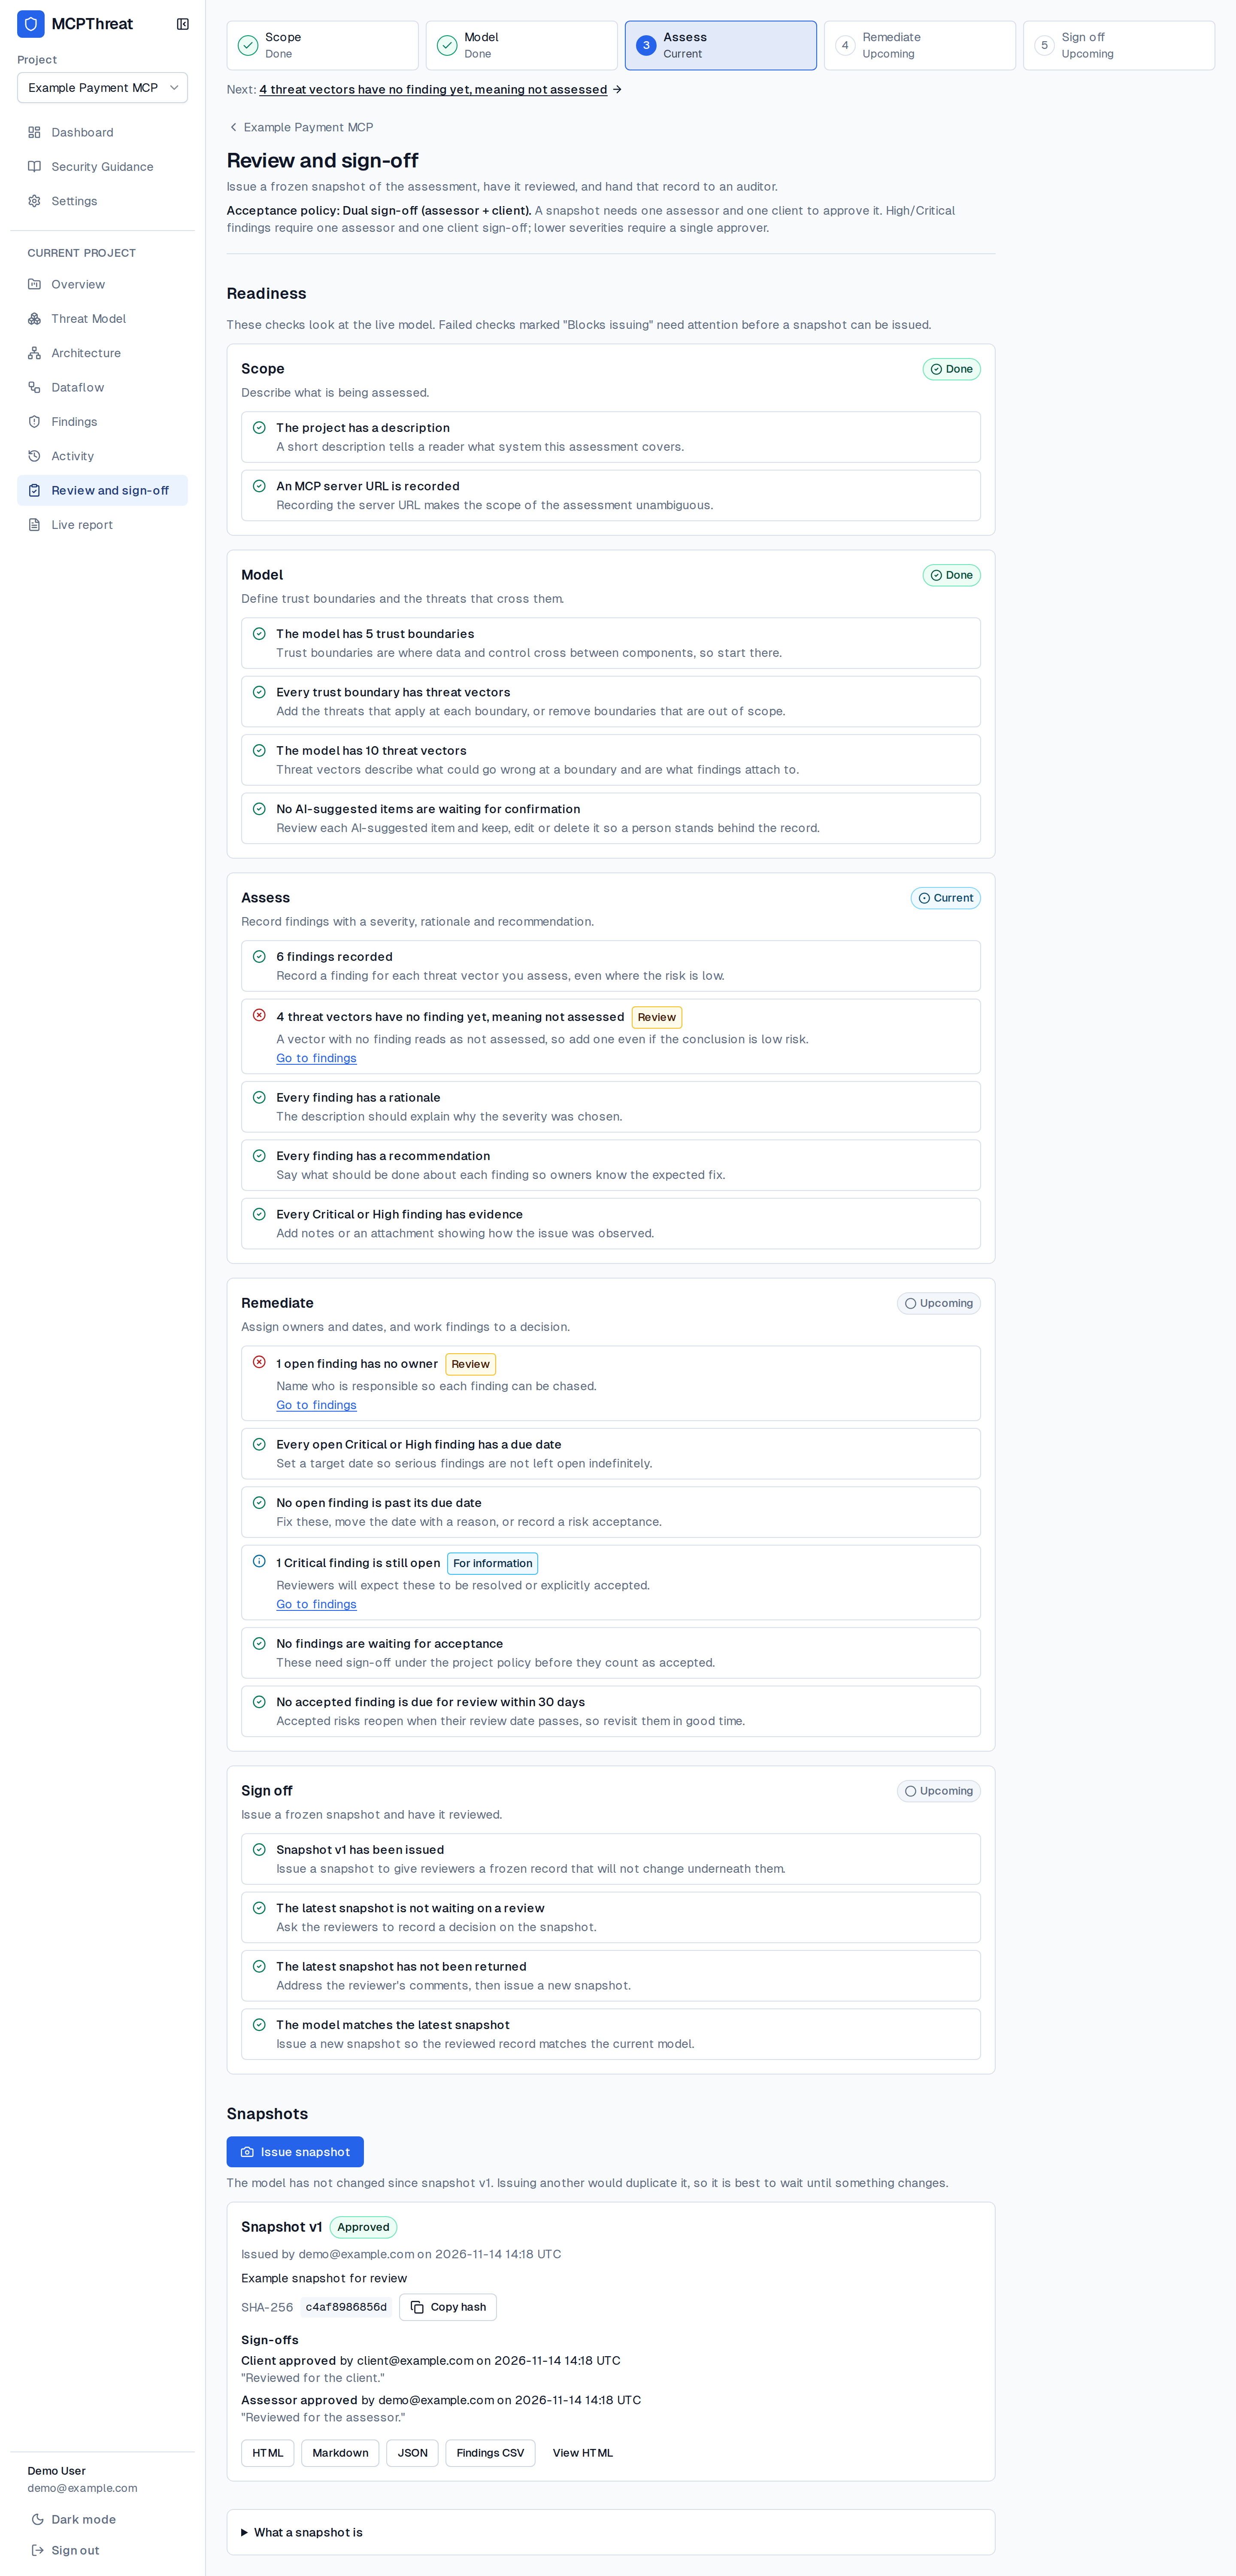 MCPThreat
Project
Example Payment MCP
Dashboard
Security Guidance
Settings
CURRENT PROJECT
Overview
Threat Model
Architecture
Dataflow
Findings
Activity
Review and sign-off
Live report
Demo User
demo@example.com
Dark mode
Sign out
Scope
Done
Model
Done
3
Assess
Current
4
Remediate
Upcoming
5
Sign off
Upcoming
Next: 4 threat vectors have no finding yet, meaning not assessed
Example Payment MCP
Review and sign-off
Issue a frozen snapshot of the assessment, have it reviewed, and hand that record to an auditor.
Acceptance policy: Dual sign-off (assessor + client). A snapshot needs one assessor and one client to approve it. High/Critical
findings require one assessor and one client sign-off; lower severities require a single approver.
Readiness
These checks look at the live model. Failed checks marked "Blocks issuing" need attention before a snapshot can be issued.
Scope
Done
Describe what is being assessed.
The project has a description
A short description tells a reader what system this assessment covers.
An MCP server URL is recorded
Recording the server URL makes the scope of the assessment unambiguous.
Model
Done
Define trust boundaries and the threats that cross them.
The model has 5 trust boundaries
Trust boundaries are where data and control cross between components, so start there.
Every trust boundary has threat vectors
Add the threats that apply at each boundary, or remove boundaries that are out of scope.
The model has 10 threat vectors
Threat vectors describe what could go wrong at a boundary and are what findings attach to.
No AI-suggested items are waiting for confirmation
Review each AI-suggested item and keep, edit or delete it so a person stands behind the record.
Assess
Current
Record findings with a severity, rationale and recommendation.
6 findings recorded
Record a finding for each threat vector you assess, even where the risk is low.
4 threat vectors have no finding yet, meaning not assessed Review
A vector with no finding reads as not assessed, so add one even if the conclusion is low risk.
Go to findings
Every finding has a rationale
The description should explain why the severity was chosen.
Every finding has a recommendation
Say what should be done about each finding so owners know the expected fix.
Every Critical or High finding has evidence
Add notes or an attachment showing how the issue was observed.
Remediate
Upcoming
Assign owners and dates, and work findings to a decision.
1 open finding has no owner Review
Name who is responsible so each finding can be chased.
Go to findings
Every open Critical or High finding has a due date
Set a target date so serious findings are not left open indefinitely.
No open finding is past its due date
Fix these, move the date with a reason, or record a risk acceptance.
1 Critical finding is still open For information
Reviewers will expect these to be resolved or explicitly accepted.
Go to findings
No findings are waiting for acceptance
These need sign-off under the project policy before they count as accepted.
No accepted finding is due for review within 30 days
Accepted risks reopen when their review date passes, so revisit them in good time.
Sign off
Upcoming
Issue a frozen snapshot and have it reviewed.
Snapshot v1 has been issued
Issue a snapshot to give reviewers a frozen record that will not change underneath them.
The latest snapshot is not waiting on a review
Ask the reviewers to record a decision on the snapshot.
The latest snapshot has not been returned
Address the reviewer's comments, then issue a new snapshot.
The model matches the latest snapshot
Issue a new snapshot so the reviewed record matches the current model.
Snapshots
Issue snapshot
The model has not changed since snapshot v1. Issuing another would duplicate it, so it is best to wait until something changes.
Snapshot v1 Approved
Issued by demo@example.com on 2026-11-14 14:18 UTC
Example snapshot for review
SHA-256 c4af8986856d Copy hash
Sign-offs
Client approved by client@example.com on 2026-11-14 14:18 UTC
"Reviewed for the client."
Assessor approved by demo@example.com on 2026-11-14 14:18 UTC
"Reviewed for the assessor."
HTML Markdown JSON Findings CSV View HTML
What a snapshot is